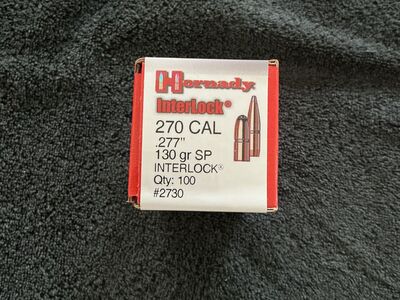 Hornady
InterLock®
270 CAL
.277"
130 gr SP
INTERLOCK®
Qty: 100
#2730